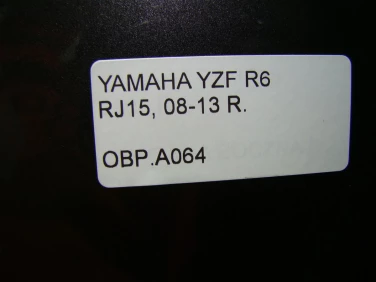 YAMAHA YZF R6
RJ15, 08-13 R.
OBP.A064